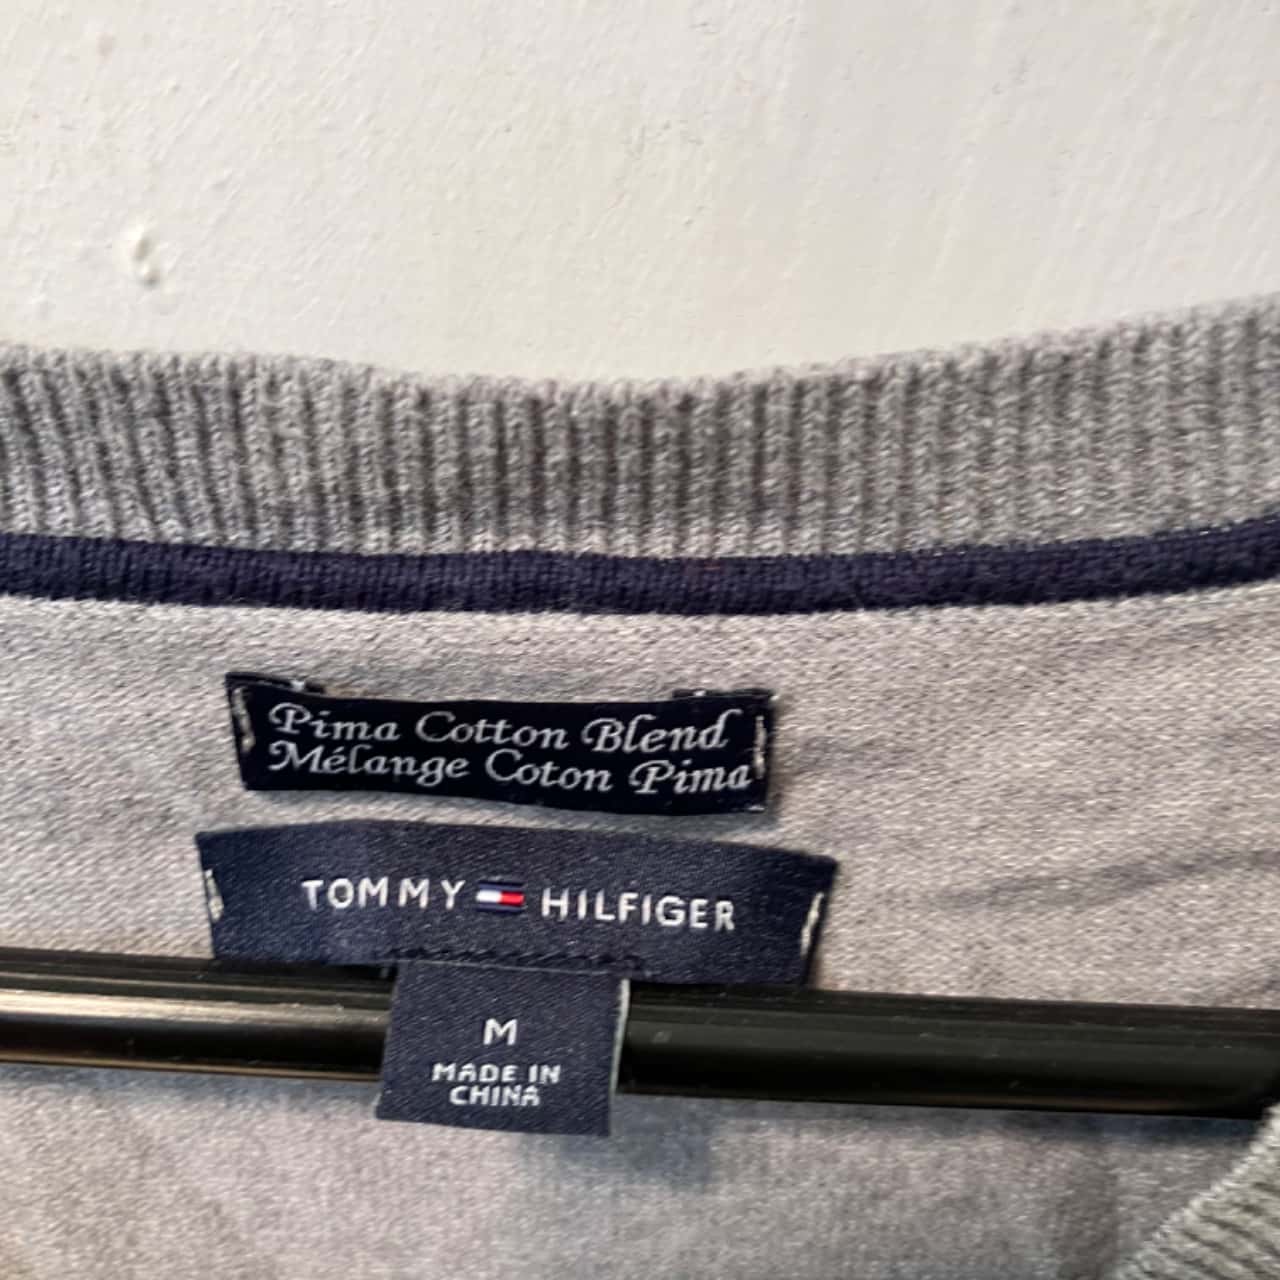 Pima Cotton Blend
Mélange Coton Pima
TOMMY HILFIGER
M
MADE IN
CHINA